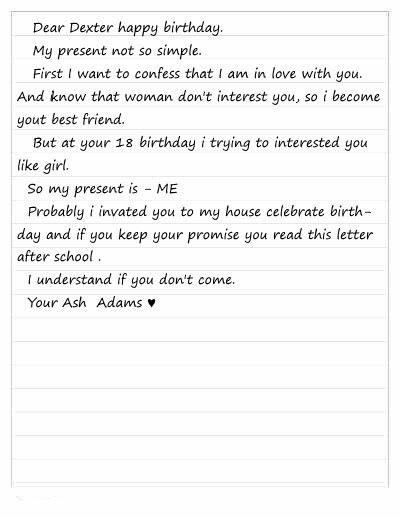 Dear Dexter happy birthday.
My present not so simple.
First I want to confess that I am in love with you.
And know that woman don't interest you, so i become
yout best friend.
But at your 18 birthday i trying to interested you
like girl.
So my present is - ME
Probably i invated you to my house celebrate birth-
day and if you keep your promise you read this letter
after school .
I understand if you don't come.
Your Ash Adams ♥